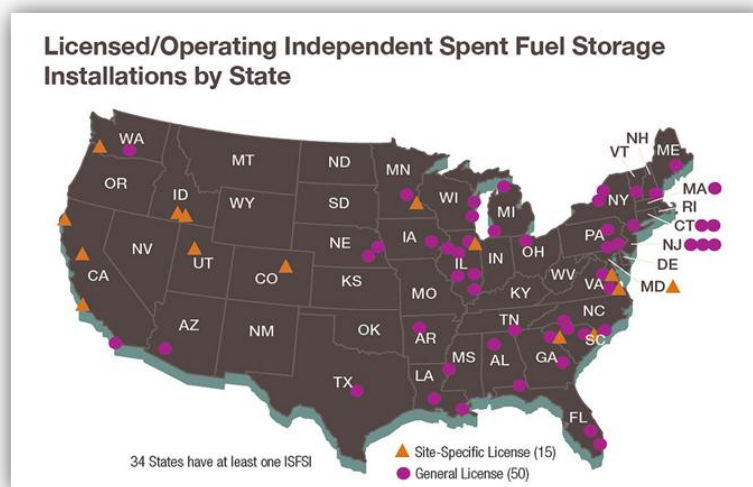 Licensed/Operating Independent Spent Fuel Storage
Installations by State
WA
MT
ND
MN
VT
NH
ME
OR
ID
WY
SD
WI
MI
NY
MA
RI
CT
NV
UT
NE
IA
PA
NJ
CA
CO
KS
IL
IN
OH
WV
VA
DE
MD
MO
KY
AZ
NM
OK
AR
TN
NC
SC
TX
LA
MS
AL
GA
FL
34 States have at least one ISFSI
Site-Specific License (15)
General License (50)